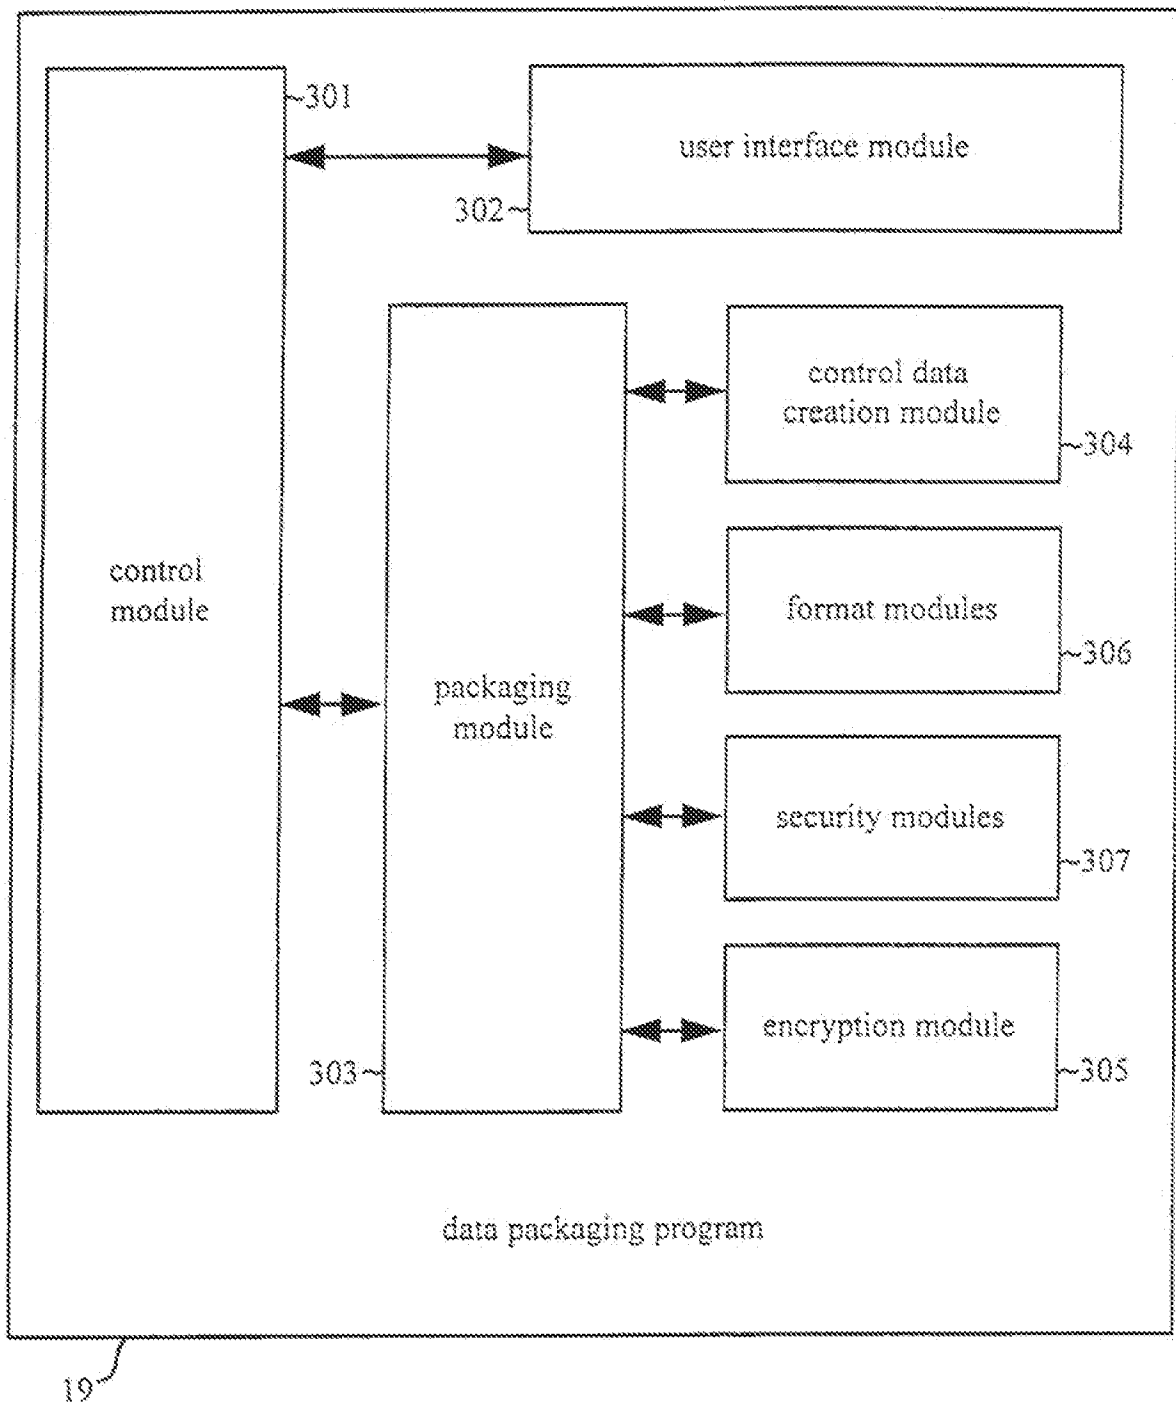 301
user interface module
302
control data
creation module
304
control
module
format modules
306
packaging
module
security modules
307
encryption module
303
305
data packaging program
19